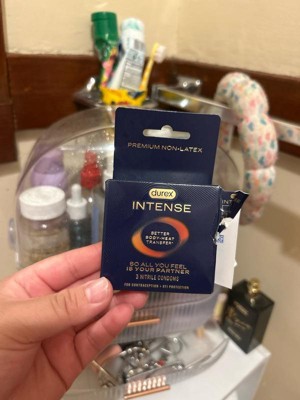 PREMIUM NON-LATEX
durex
INTENSE
BETTER
BODY-HEAT
TRANSFER*
SO ALL YOU FEEL
IS YOUR PARTNER
3 NITRILE CONDOMS
FOR CONTRACEPTION + STI PROTECTION